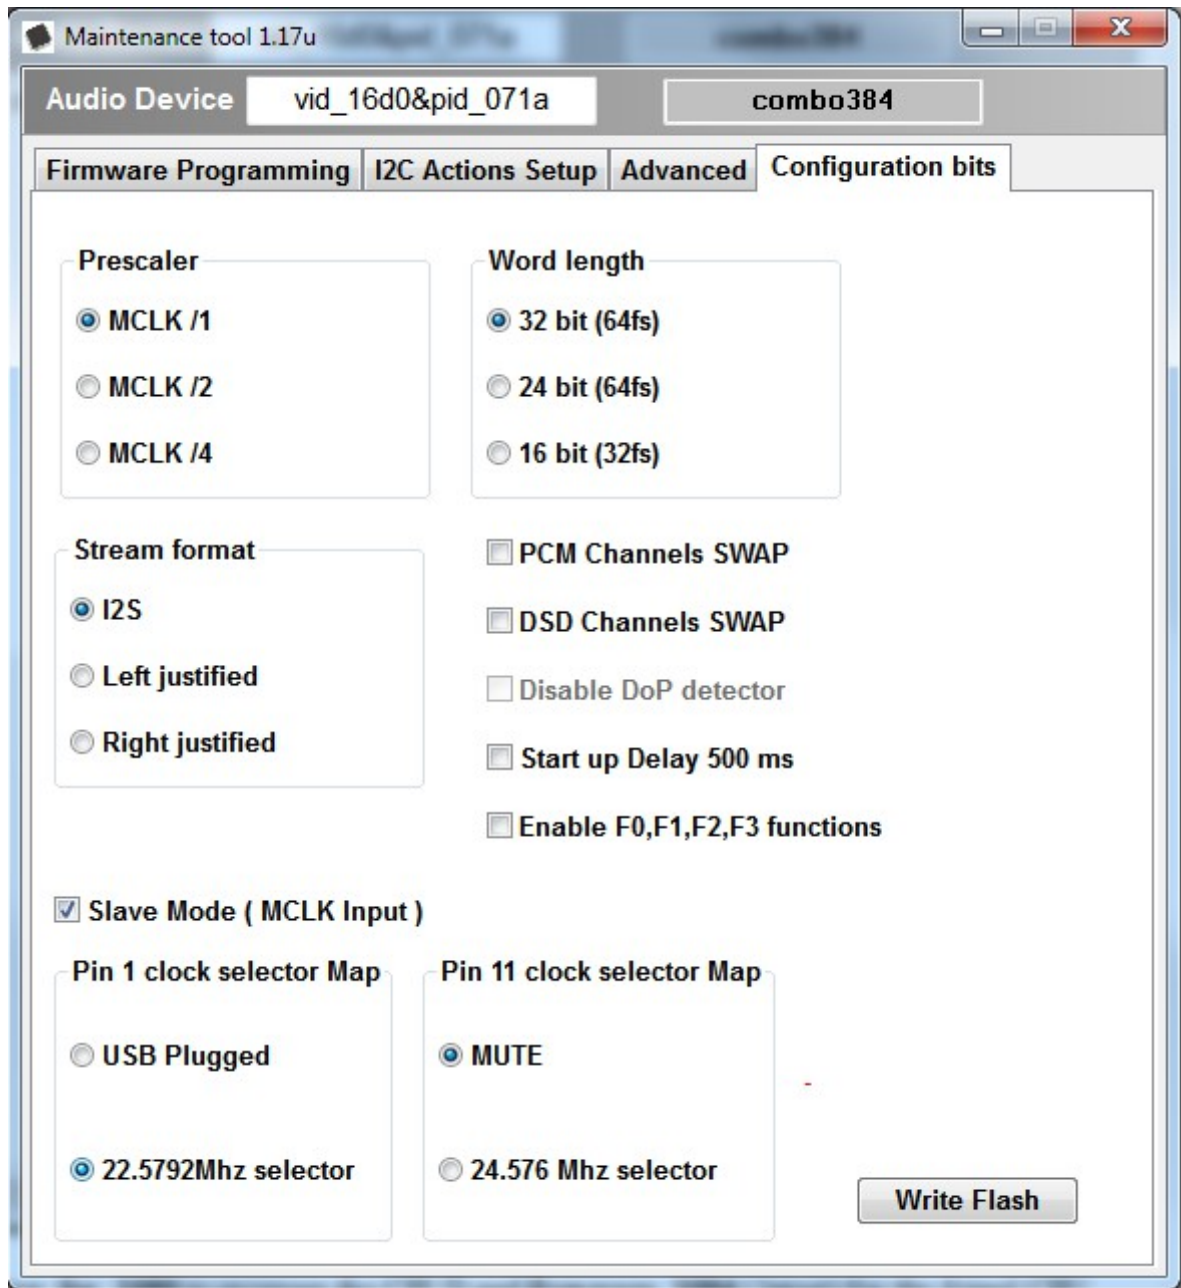 Maintenance tool 1.17u
Audio Device vid_16d0&pid_071a combo384
Firmware Programming I2C Actions Setup Advanced Configuration bits
Prescaler
MCLK /1
MCLK /2
MCLK /4
Word length
32 bit (64fs)
24 bit (64fs)
16 bit (32fs)
Stream format
I2S
Left justified
Right justified
PCM Channels SWAP
DSD Channels SWAP
Disable DoP detector
Start up Delay 500 ms
Enable F0,F1,F2,F3 functions
Slave Mode ( MCLK Input )
Pin 1 clock selector Map
USB Plugged
22.5792Mhz selector
Pin 11 clock selector Map
MUTE
24.576 Mhz selector
-
Write Flash